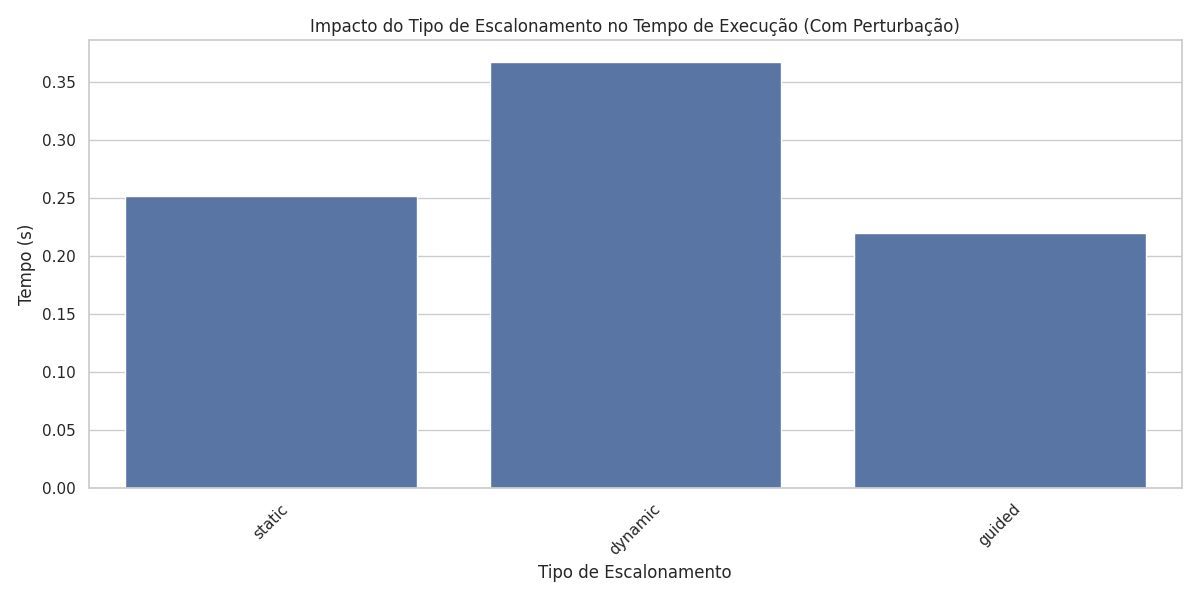 Impacto do Tipo de Escalonamento no Tempo de Execução (Com Perturbação)
Tempo (s)
0.35
0.30
0.25
0.20
0.15
0.10
0.05
0.00
static
dynamic
guided
Tipo de Escalonamento